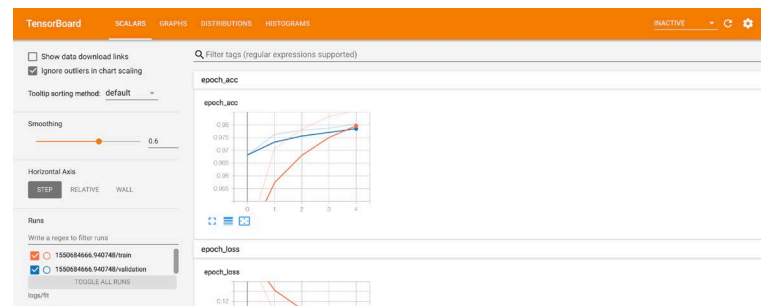 TensorBoard SCALARS GRAPHS DISTRIBUTIONS HISTOGRAMS INACTIVE
Show data download links
Ignore outliers in chart scaling
Tooltip sorting method: default
Smoothing
0.6
Horizontal Axis
STEP RELATIVE WALL
Runs
Write a regex to filter runs
1550684666.940748/train
1550684666.940748/validation
TOGGLE ALL RUNS
logs/fit
Filter tags (regular expressions supported)
epoch_acc
epoch_acc
0.98
0.975
0.97
0.965
0.96
0.955
0 1 2 3 4
epoch_loss
epoch_loss
0.12